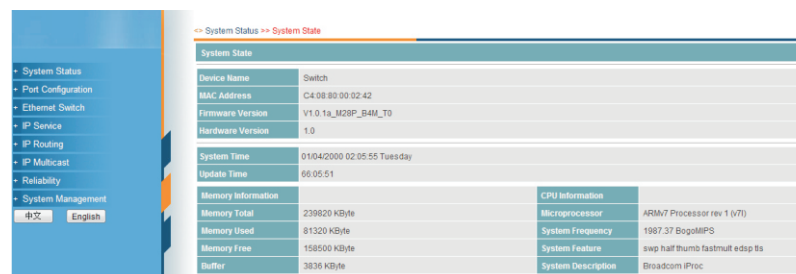 <> System Status >> System State
System State
+ System Status
+ Port Configuration
+ Ethernet Switch
+ IP Service
+ IP Routing
+ IP Multicast
+ Reliability
+ System Management
中文 English
Device Name Switch
MAC Address C4:08:80:00:02:42
Firmware Version V1.0.1a_M28P_B4M_T0
Hardware Version 1.0
System Time 01/04/2000 02:05:55 Tuesday
Update Time 66:05:51
Memory Information CPU Information
Memory Total 239820 KByte Microprocessor ARMv7 Processor rev 1 (v7l)
Memory Used 81320 KByte System Frequency 1987.37 BogoMIPS
Memory Free 158500 KByte System Feature swp half thumb fastmult edsp tls
Buffer 3836 KByte System Description Broadcom iProc